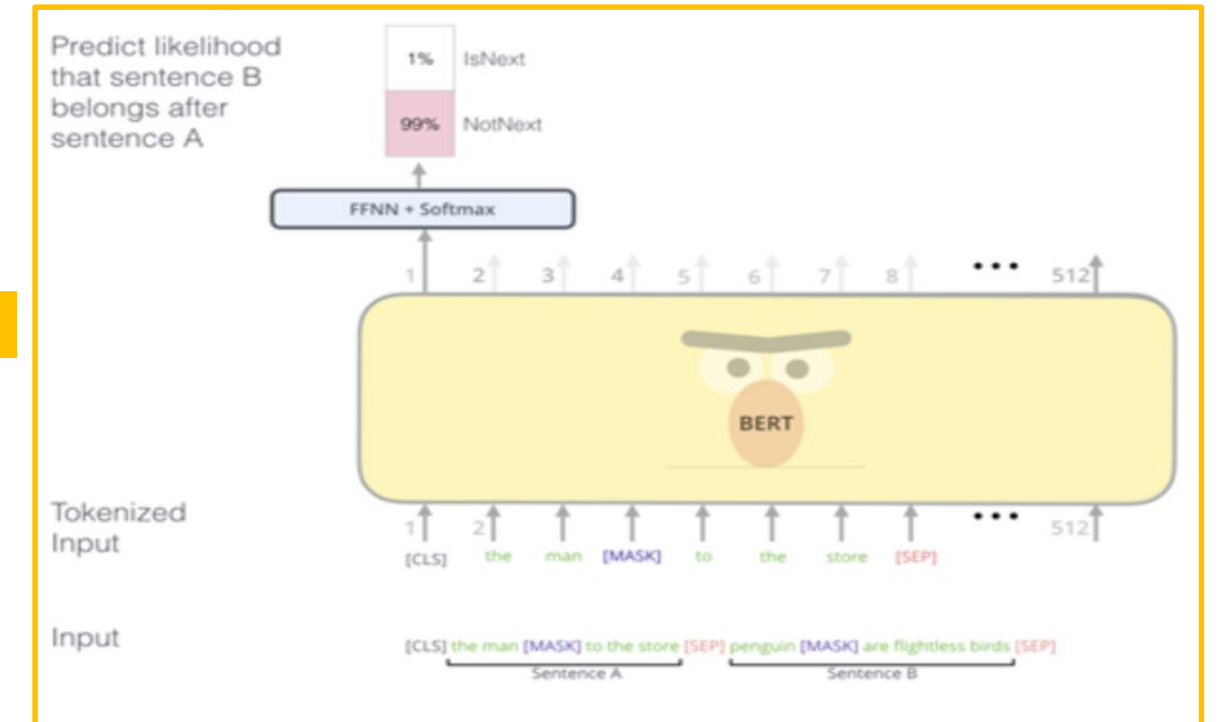 Predict likelihood
that sentence B
belongs after
sentence A
1% IsNext
99% NotNext
FFNN + Softmax
1 2 3 4 5 6 7 8 ••• 512
BERT
Tokenized
Input
1 2 ••• 512
[CLS] the man [MASK] to the store [SEP]
Input
[CLS] the man [MASK] to the store [SEP] penguin [MASK] are flightless birds [SEP]
Sentence A Sentence B